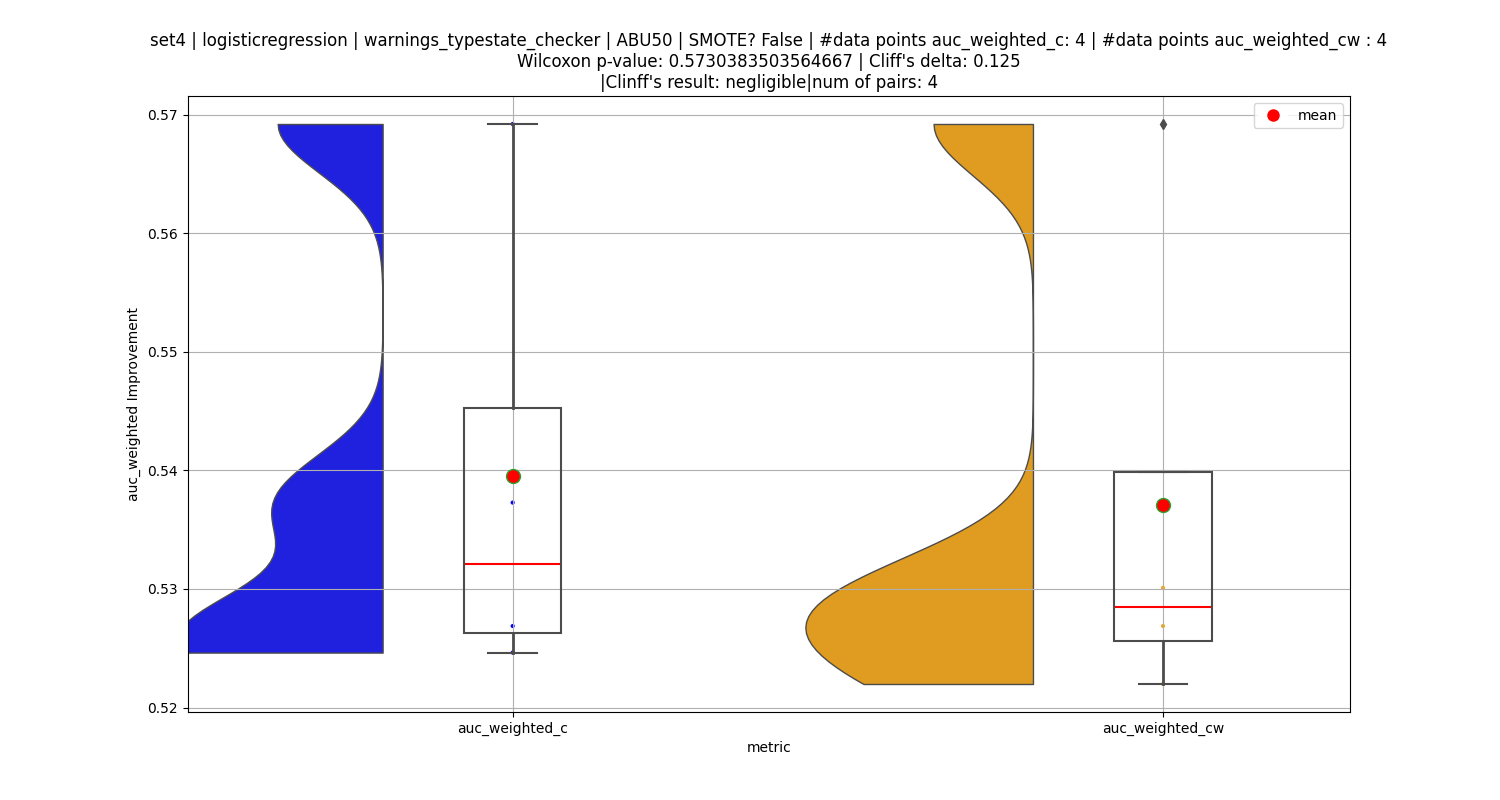 set4 | logisticregression | warnings_typestate_checker | ABU50 | SMOTE? False | #data points auc_weighted_c: 4 | #data points auc_weighted_cw : 4
Wilcoxon p-value: 0.5730383503564667 | Cliff's delta: 0.125
|Clinff's result: negligible|num of pairs: 4
mean
0.57
0.56
0.55
0.54
0.53
0.52
auc_weighted Improvement
auc_weighted_c
auc_weighted_cw
metric